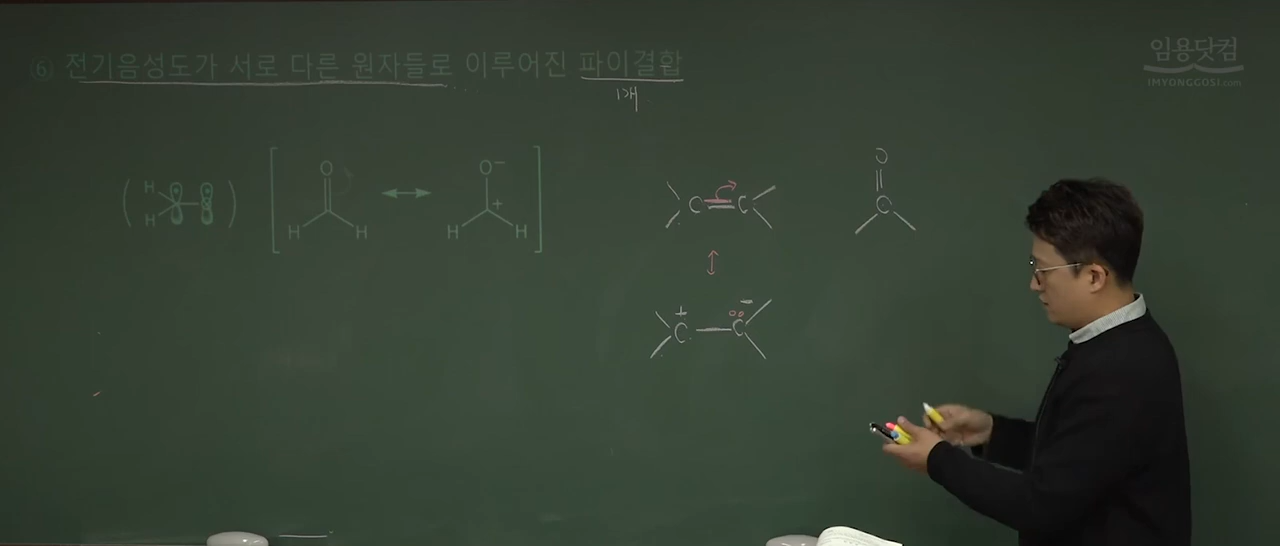 ⑥ 전기음성도가 서로 다른 원자들로 이루어진 파이결합
1개
임용닷컴
IMYONGGOSI.com
H H
O H H
O− + H H
C C
O C
+ −
C C